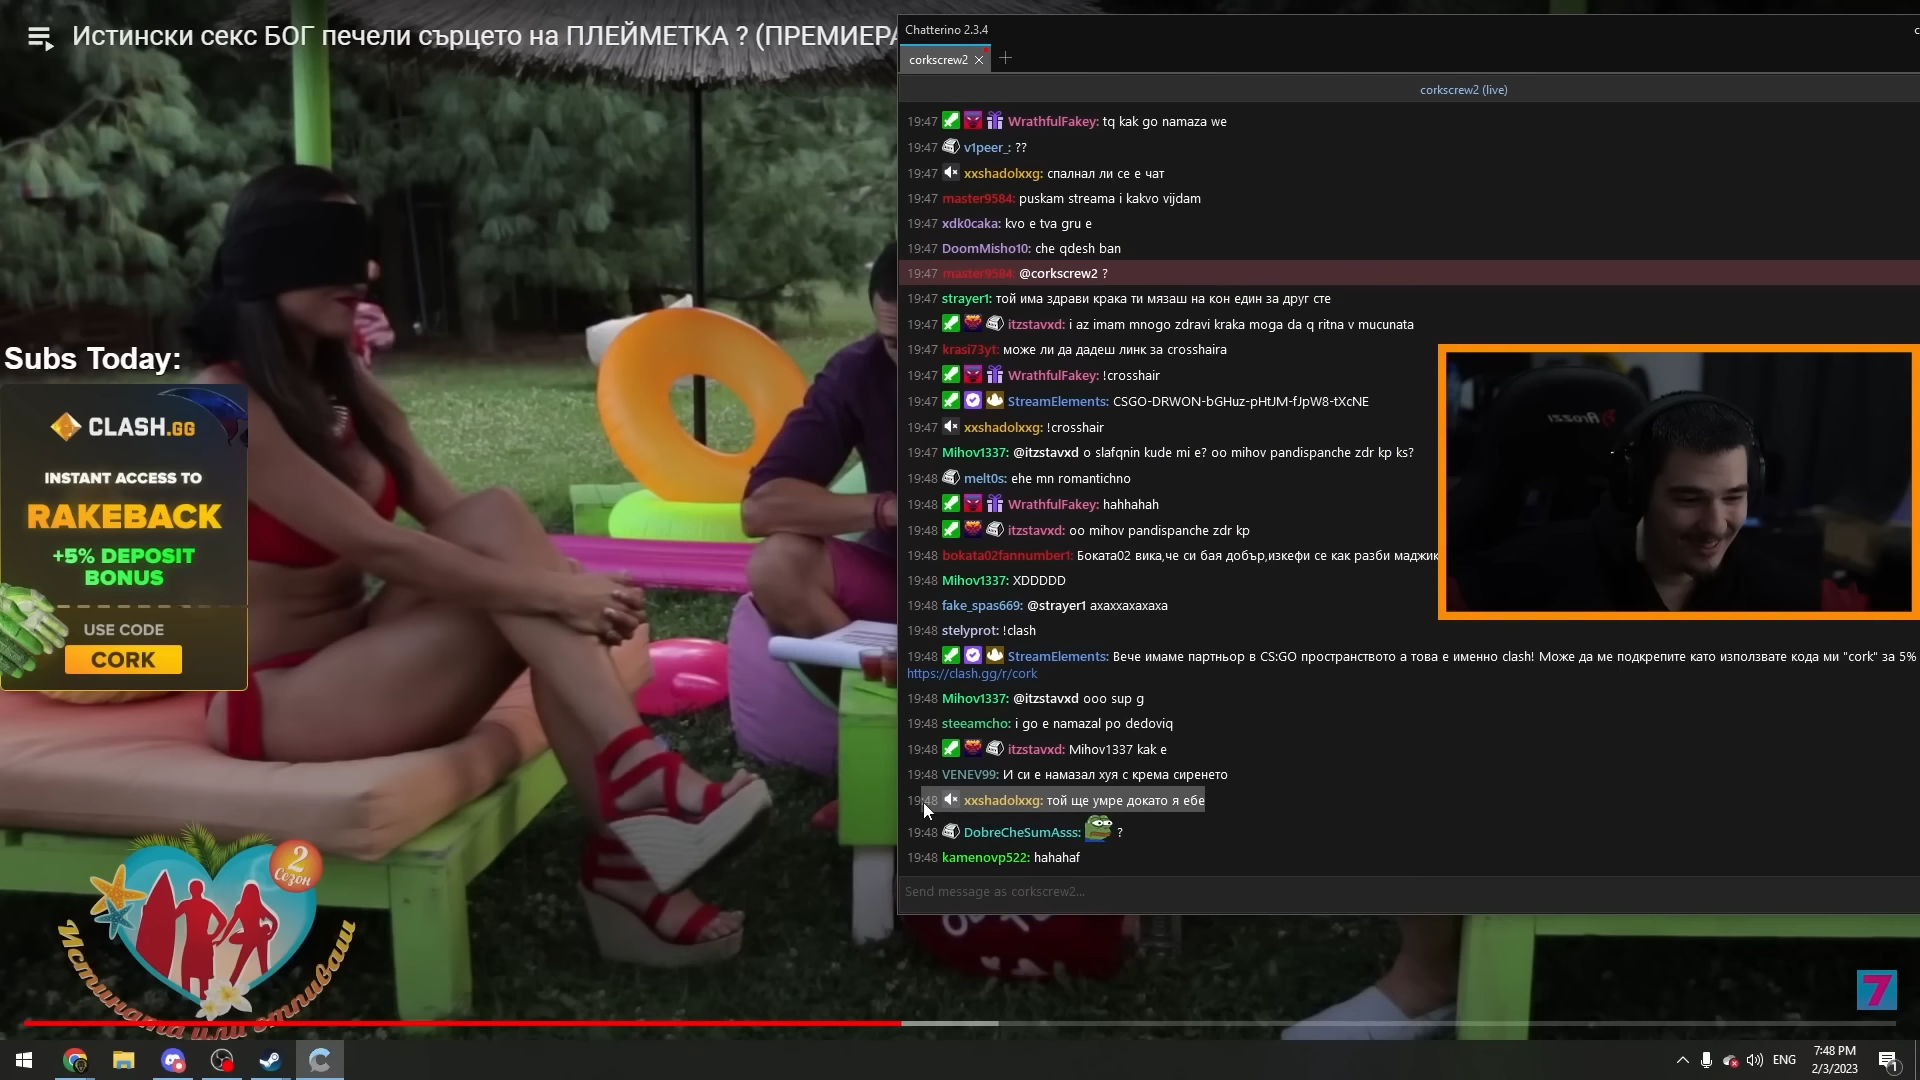 Истински секс БОГ печели сърцето на ПЛЕЙМЕТКА ? (ПРЕМИЕРА
Chatterino 2.3.4
corkscrew2
corkscrew2 (live)
19:47 WrathfulFakey: tq kak go namaza we
19:47 v1peer_: ??
19:47 xxshadolxxg: спалнал ли се е чат
19:47 master9584: puskam streama i kakvo vijdam
19:47 xdk0caka: kvo e tva gru e
19:47 DoomMisho10: che qdesh ban
19:47 master9584: @corkscrew2 ?
19:47 strayer1: той има здрави крака ти мязаш на кон един за друг сте
19:47 itzstavxd: i az imam mnogo zdravi kraka moga da q ritna v mucunata
19:47 krasi73yt: може ли да дадеш линк за crosshaira
19:47 WrathfulFakey: !crosshair
19:47 StreamElements: CSGO-DRWON-bGHuz-pHtJM-fJpW8-tXcNE
19:47 xxshadolxxg: !crosshair
19:47 Mihov1337: @itzstavxd o slafqnin kude mi e? oo mihov pandispanche zdr kp ks?
19:48 melt0s: ehe mn romantichno
19:48 WrathfulFakey: hahhahah
19:48 itzstavxd: oo mihov pandispanche zdr kp
19:48 bokata02fannumber1: Боката02 вика,че си бая добър,изкефи се как разби маджик
19:48 Mihov1337: XDDDDD
19:48 fake_spas669: @strayer1 ахаххахахаха
19:48 stelyprot: !clash
19:48 StreamElements: Вече имаме партньор в CS:GO пространството а това е именно clash! Може да ме подкрепите като използвате кода ми "cork" за 5%
https://clash.gg/r/cork
19:48 Mihov1337: @itzstavxd ooo sup g
19:48 steeamcho: i go e namazal po dedoviq
19:48 itzstavxd: Mihov1337 kak e
19:48 VENEV99: И си е намазал хуя с крема сиренето
19:48 xxshadolxxg: той ще умре докато я ебе
19:48 DobreCheSumAsss: ?
19:48 kamenovp522: hahahaf
Send message as corkscrew2...
Subs Today:
CLASH.GG
INSTANT ACCESS TO
RAKEBACK
+5% DEPOSIT
BONUS
USE CODE
CORK
AROZZI
2
Сезон
Истината или отпиваш
7
ENG
7:48 PM
2/3/2023
1